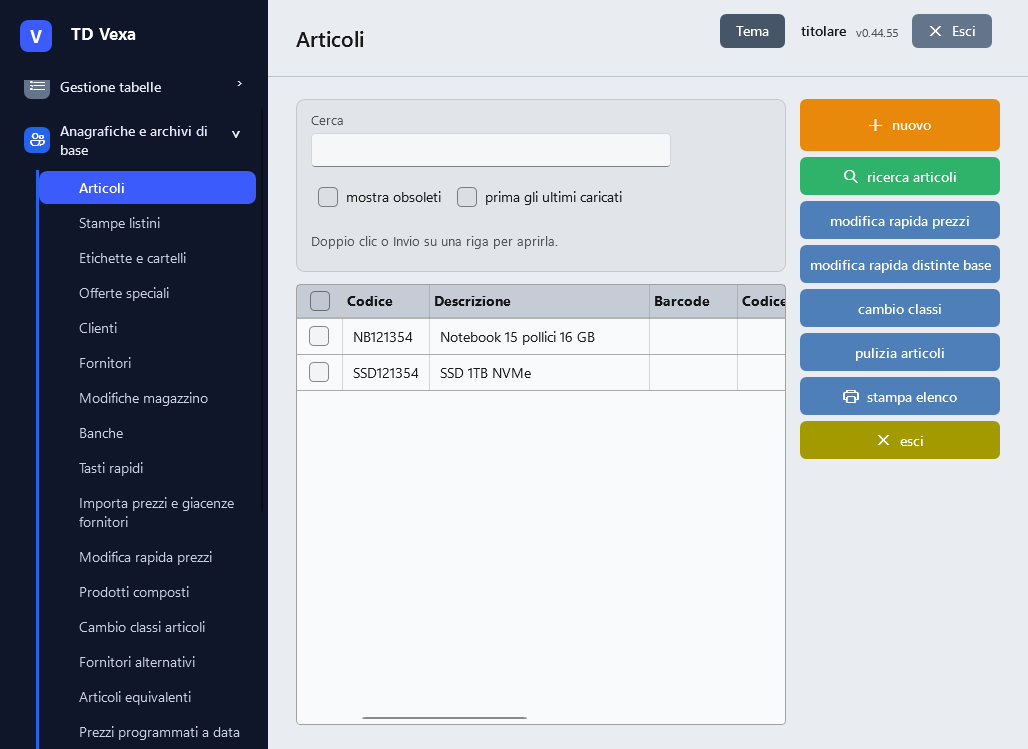 V
TD Vexa
Gestione tabelle
Anagrafiche e archivi di
base
Articoli
Stampe listini
Etichette e cartelli
Offerte speciali
Clienti
Fornitori
Modifiche magazzino
Banche
Tasti rapidi
Importa prezzi e giacenze
fornitori
Modifica rapida prezzi
Prodotti composti
Cambio classi articoli
Fornitori alternativi
Articoli equivalenti
Prezzi programmati a data
Articoli
Tema
titolare v0.44.55
Esci
Cerca
mostra obsoleti
prima gli ultimi caricati
Doppio clic o Invio su una riga per aprirla.
Codice Descrizione Barcode Codice
NB121354 Notebook 15 pollici 16 GB
SSD121354 SSD 1TB NVMe
nuovo
ricerca articoli
modifica rapida prezzi
modifica rapida distinte base
cambio classi
pulizia articoli
stampa elenco
esci